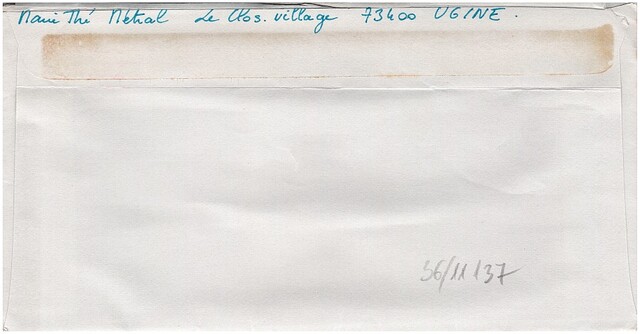 Marie Thé Métral Le Clos. village 73400 UGINE.
36/11/37